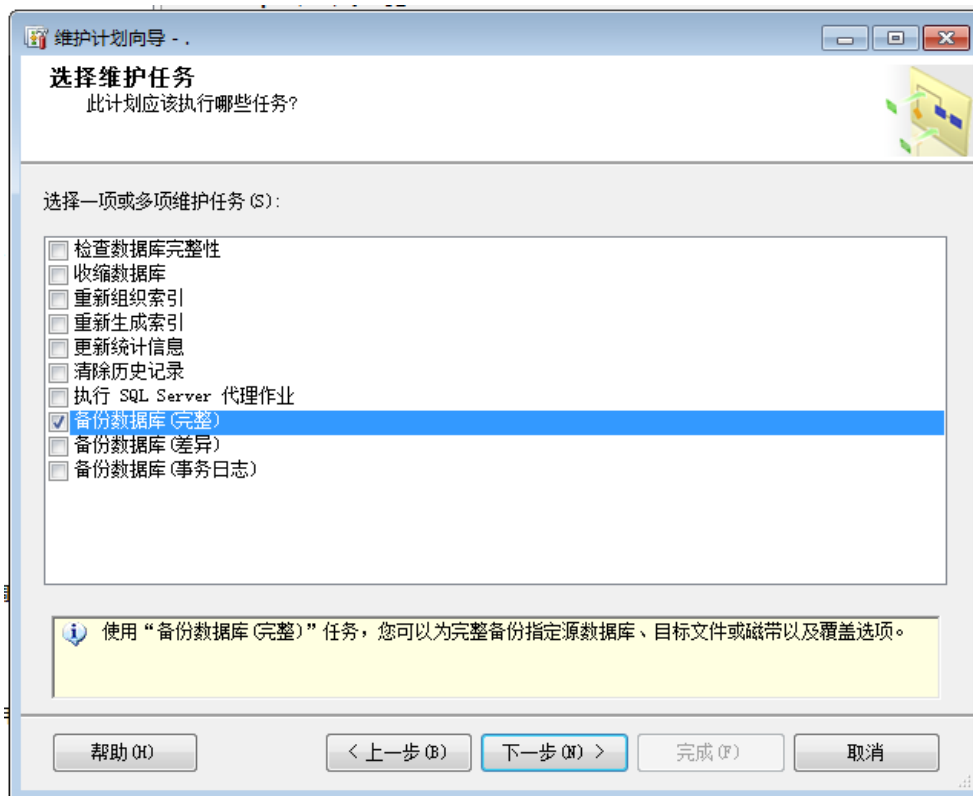 维护计划向导 - .
选择维护任务
此计划应该执行哪些任务?
选择一项或多项维护任务(S):
检查数据库完整性
收缩数据库
重新组织索引
重新生成索引
更新统计信息
清除历史记录
执行 SQL Server 代理作业
备份数据库(完整)
备份数据库(差异)
备份数据库(事务日志)
使用“备份数据库(完整)”任务，您可以为完整备份指定源数据库、目标文件或磁带以及覆盖选项。
帮助(H)
< 上一步(B)
下一步(N) >
完成(F)
取消